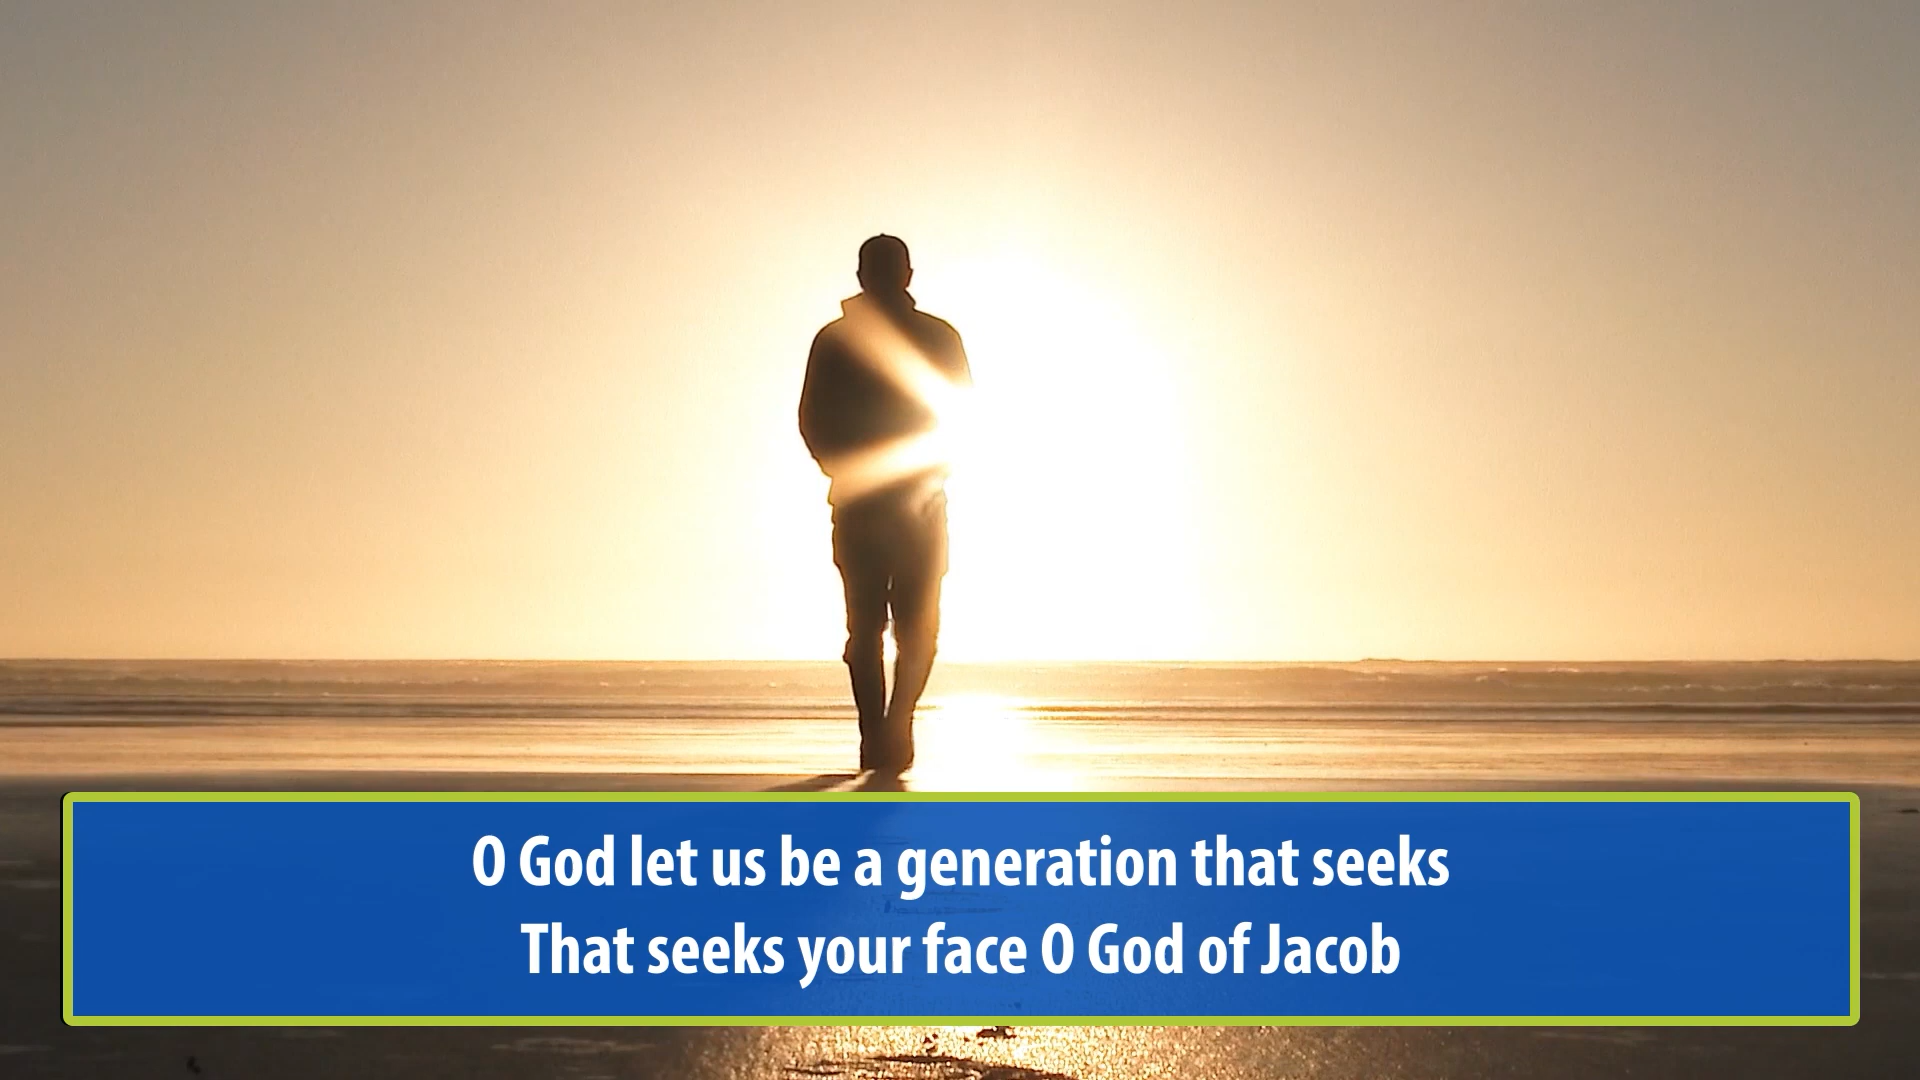 O God let us be a generation that seeks
That seeks your face O God of Jacob